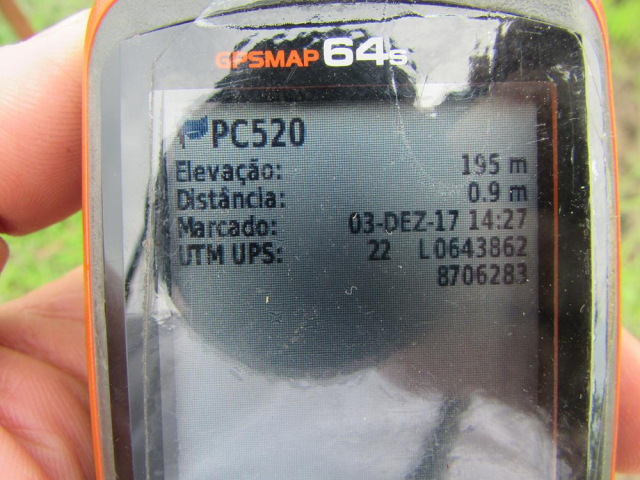 GPSMAP 64s
PC520
Elevação: 195 m
Distância: 0.9 m
Marcado: 03-DEZ-17 14:27
UTM UPS: 22 L 0643862
8706283